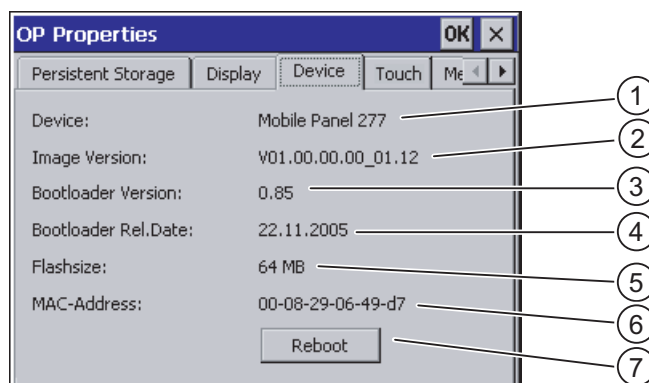 OP Properties OK ×
Persistent Storage Display Device Touch Me
Device: Mobile Panel 277 1
Image Version: V01.00.00.00_01.12 2
Bootloader Version: 0.85 3
Bootloader Rel.Date: 22.11.2005 4
Flashsize: 64 MB 5
MAC-Address: 00-08-29-06-49-d7 6
Reboot 7